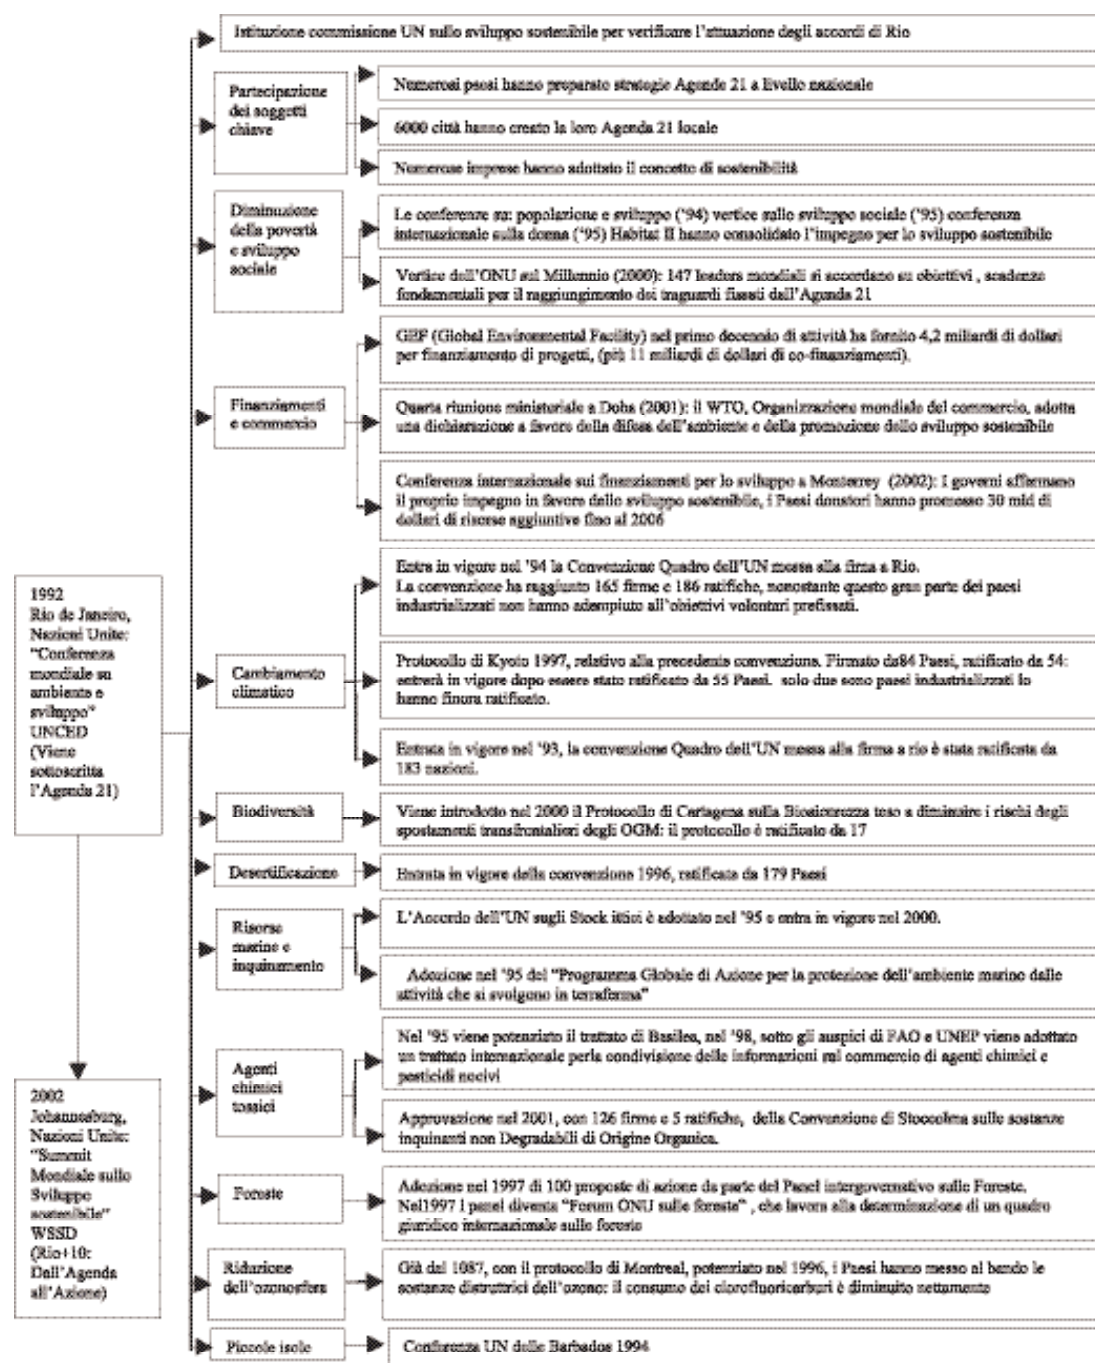 Istituzione commissione UN sullo sviluppo sostenibile per verificare l'attuazione degli accordi di Rio
Partecipazione
dei soggetti
chiave
Numerosi paesi hanno preparato strategie Agende 21 a livello nazionale
6000 città hanno creato la loro Agenda 21 locale
Numerose imprese hanno adottato il concetto di sostenibilità
Diminuzione
della povertà
e sviluppo
sociale
Le conferenze su: popolazione e sviluppo ('94) vertice sullo sviluppo sociale ('95) conferenza
internazionale sulla donna ('95) Habitat II hanno consolidato l'impegno per lo sviluppo sostenibile
Vertice dell'ONU sul Millennio (2000): 147 leaders mondiali si accordano su obiettivi , scadenze
fondamentali per il raggiungimento dei traguardi fissati dall'Agenda 21
Finanziamenti
e commercio
GEF (Global Environmental Facility) nel primo decennio di attività ha fornito 4,2 miliardi di dollari
per finanziamento di progetti, (più 11 miliardi di dollari di co-finanziamenti).
Quarta riunione ministeriale a Doha (2001): il WTO, Organizzazione mondiale del commercio, adotta
una dichiarazione a favore della difesa dell'ambiente e della promozione dello sviluppo sostenibile
Conferenza internazionale sui finanziamenti per lo sviluppo a Monterrey (2002): I governi affermano
il proprio impegno in favore dello sviluppo sostenibile, i Paesi donatori hanno promesso 30 mld di
dollari di risorse aggiuntive fino al 2006
1992
Rio de Janeiro,
Nazioni Unite:
"Conferenza
mondiale su
ambiente e
sviluppo"
UNCED
(Viene
sottoscritta
l'Agenda 21)
Cambiamento
climatico
Entra in vigore nel '94 la Convenzione Quadro dell'UN messa alla firma a Rio.
La convenzione ha raggiunto 165 firme e 186 ratifiche, nonostante questo gran parte dei paesi
industrializzati non hanno adempiuto all'obiettivi volontari prefissati.
Protocollo di Kyoto 1997, relativo alla precedente convenzione. Firmato da84 Paesi, ratificato da 54:
entrerà in vigore dopo essere stato ratificato da 55 Paesi. solo due sono paesi industrializzati lo
hanno finora ratificato.
Entrata in vigore nel '93, la convenzione Quadro dell'UN messa alla firma a rio è stata ratificata da
183 nazioni.
Biodiversità
Viene introdotto nel 2000 il Protocollo di Cartagena sulla Biosicurezza teso a diminuire i rischi degli
spostamenti transfrontalieri degli OGM: il protocollo è ratificato da 17
Desertificazione
Entrata in vigore della convenzione 1996, ratificata da 179 Paesi
Risorse
marine e
inquinamento
L'Accordo dell'UN sugli Stock ittici è adottato nel '95 e entra in vigore nel 2000.
Adozione nel '95 del "Programma Globale di Azione per la protezione dell'ambiente marino dalle
attività che si svolgono in terraferma"
Agenti
chimici
tossici
Nel '95 viene potenziato il trattato di Basilea, nel '98, sotto gli auspici di FAO e UNEP viene adottato
un trattato internazionale perla condivisione delle informazioni sul commercio di agenti chimici e
pesticidi nocivi
Approvazione nel 2001, con 126 firme e 5 ratifiche, della Convenzione di Stoccolma sulle sostanze
inquinanti non Degradabili di Origine Organica.
2002
Johannesburg,
Nazioni Unite:
"Summit
Mondiale sullo
Sviluppo
sostenibile"
WSSD
(Rio+10:
Dall'Agenda
all'Azione)
Foreste
Adozione nel 1997 di 100 proposte di azione da parte del Panel intergovernativo sulle Foreste.
Nel1997 l panel diventa "Forum ONU sulle foreste" , che lavora alla determinazione di un quadro
giuridico internazionale sulle foreste
Riduzione
dell'ozonosfera
Già dal 1087, con il protocollo di Montreal, potenziato nel 1996, i Paesi hanno messo al bando le
sostanze distruttrici dell'ozono: il consumo dei clorofluoricarburi è diminuito nettamente
Piccole isole
Conferenza UN delle Barbados 1994